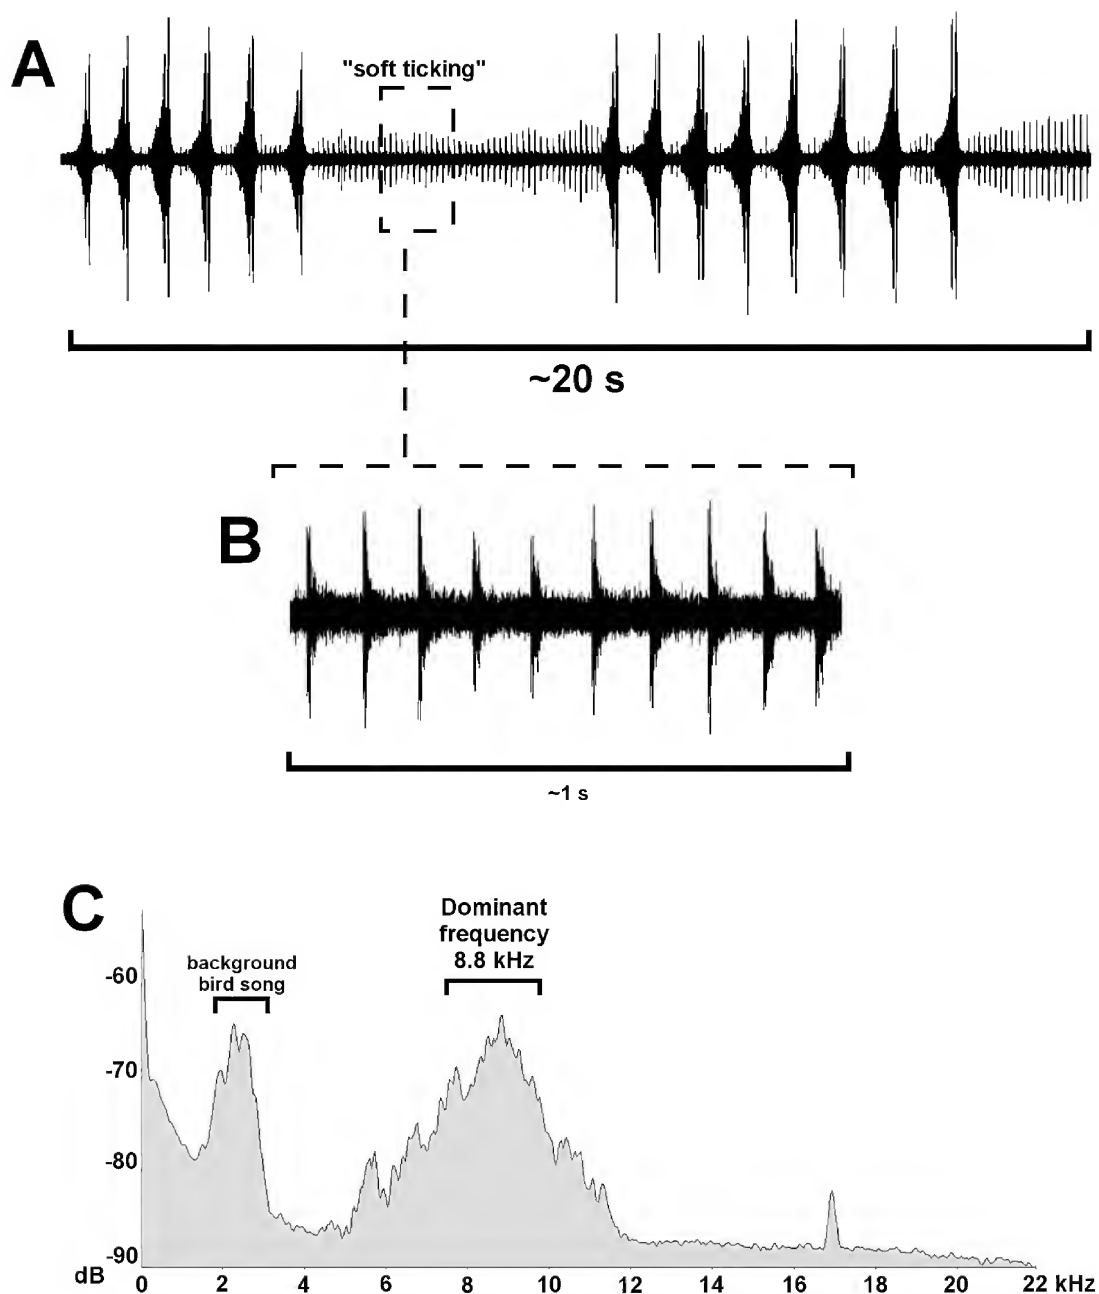 A
"soft ticking"
~20 s
B
~1 s
C
Dominant
frequency
8.8 kHz
background
bird song
-60
-70
-80
-90
dB
0 2 4 6 8 10 12 14 16 18 20 22 kHz